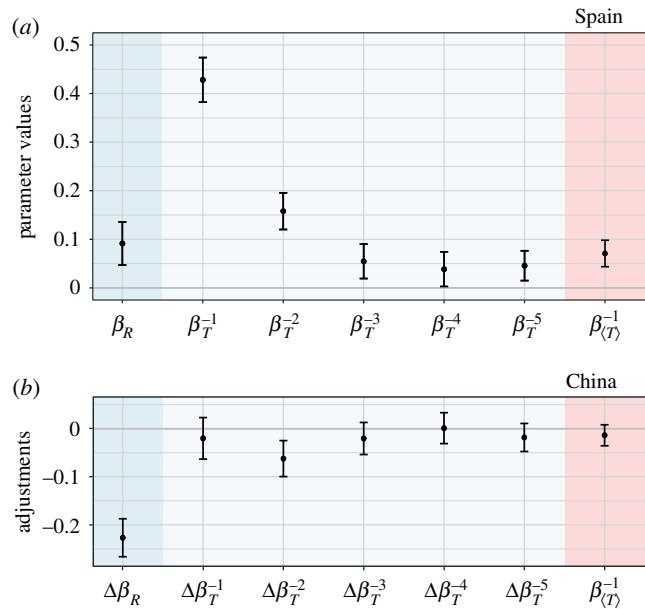 (a)
Spain
0.5
0.4
0.3
0.2
0.1
0
parameter values
β_R β_T^{-1} β_T^{-2} β_T^{-3} β_T^{-4} β_T^{-5} β_{⟨T⟩}^{-1}
(b)
China
0
–0.1
–0.2
adjustments
Δβ_R Δβ_T^{-1} Δβ_T^{-2} Δβ_T^{-3} Δβ_T^{-4} Δβ_T^{-5} β_{⟨T⟩}^{-1}